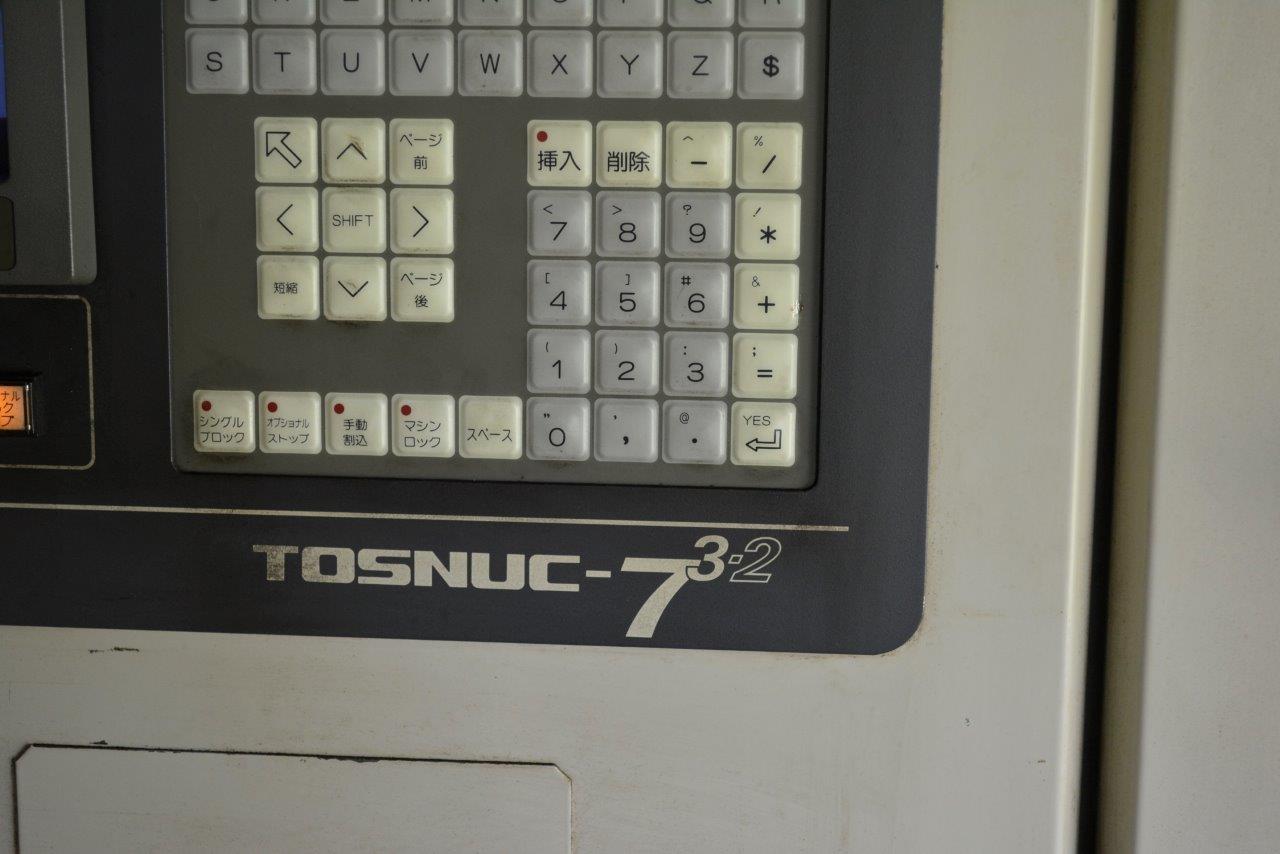 S T U V W X Y Z $
ページ
前
挿入 削除 ^ - % /
SHIFT
< 7 > 8 ? 9 ! *
短縮
ページ
後
[ 4 ] 5 # 6 & +
( 1 ) 2 : 3 ; =
シングル
ブロック
オプショナル
ストップ
手動
割込
マシン
ロック
スペース
" 0 ' , @ . YES
TOSNUC-7 3·2